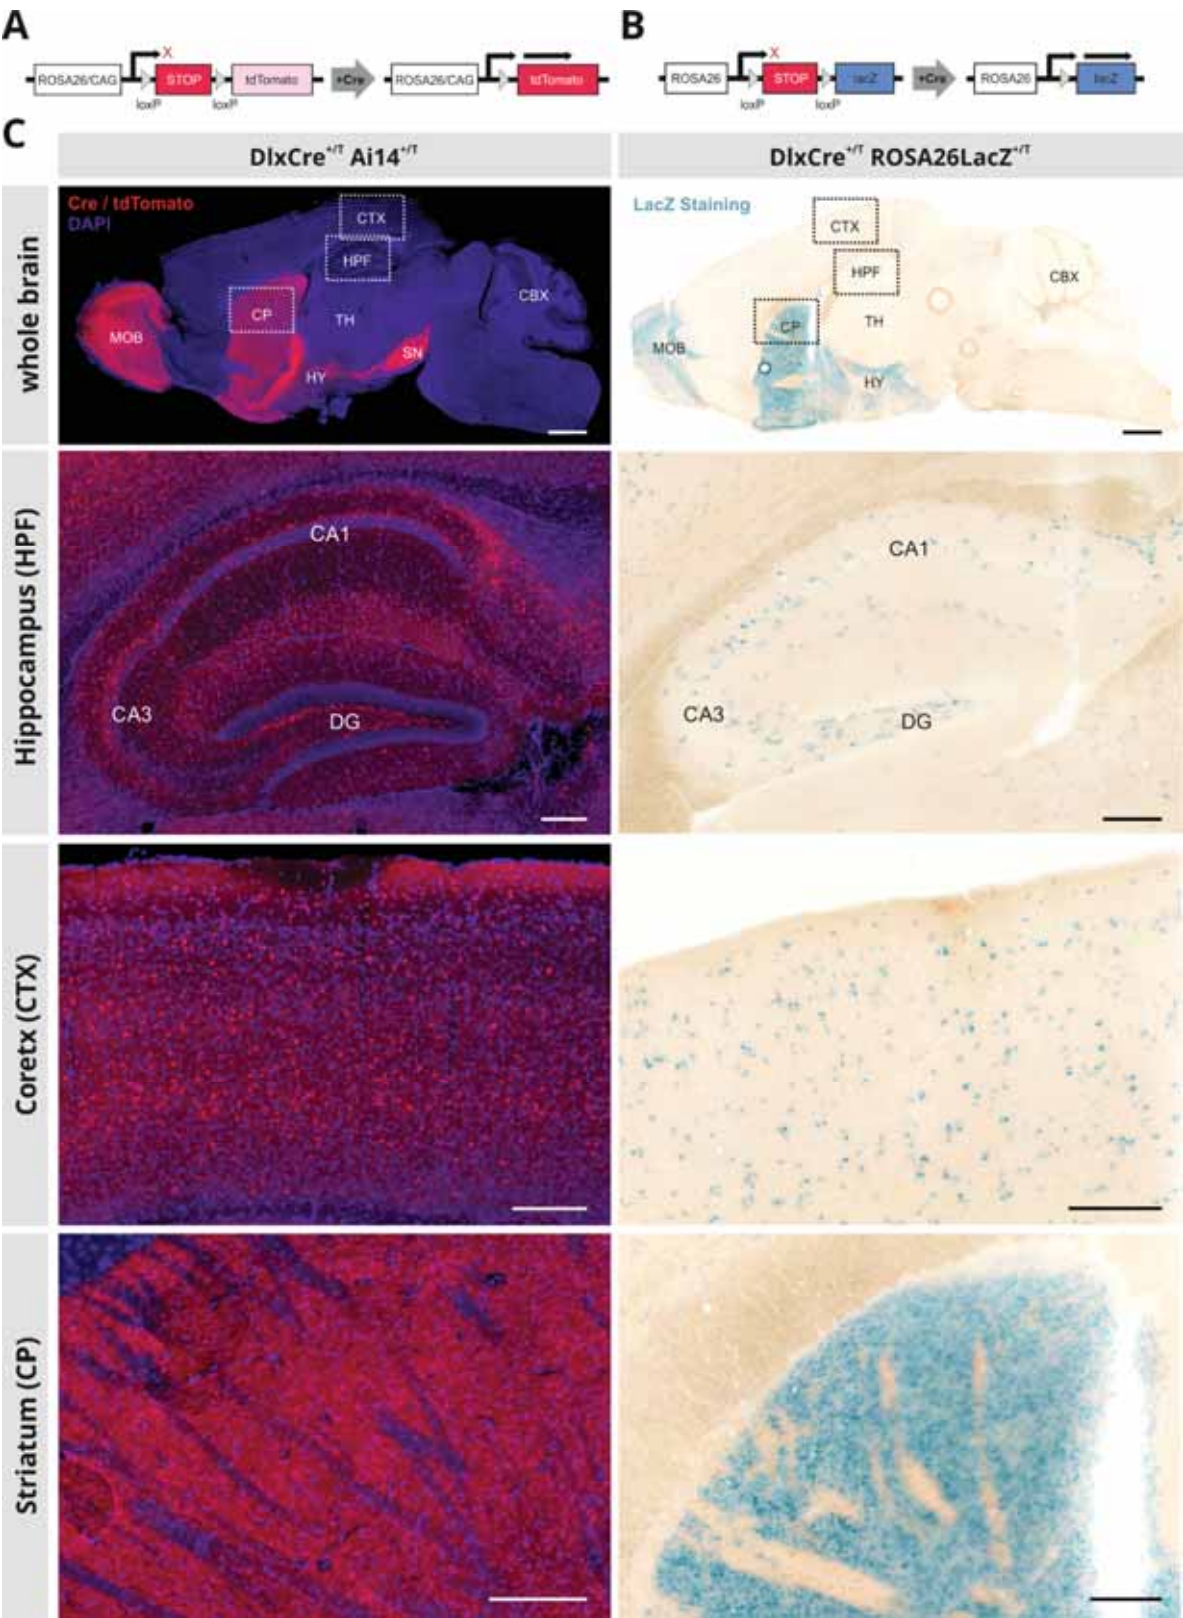 A
B
ROSA26/CAG X STOP tdTomato +Cre ROSA26/CAG tdTomato
loxP loxP
ROSA26 X STOP lacZ +Cre ROSA26 lacZ
loxP loxP
C
DlxCre+/T Ai14+/T
DlxCre+/T ROSA26LacZ+/T
whole brain
Cre / tdTomato
DAPI
CTX
HPF
CP
CBX
MOB
TH
SN
HY
LacZ Staining
CTX
HPF
CBX
CP
TH
MOB
HY
Hippocampus (HPF)
CA1
CA3
DG
CA1
CA3
DG
Coretx (CTX)
Striatum (CP)